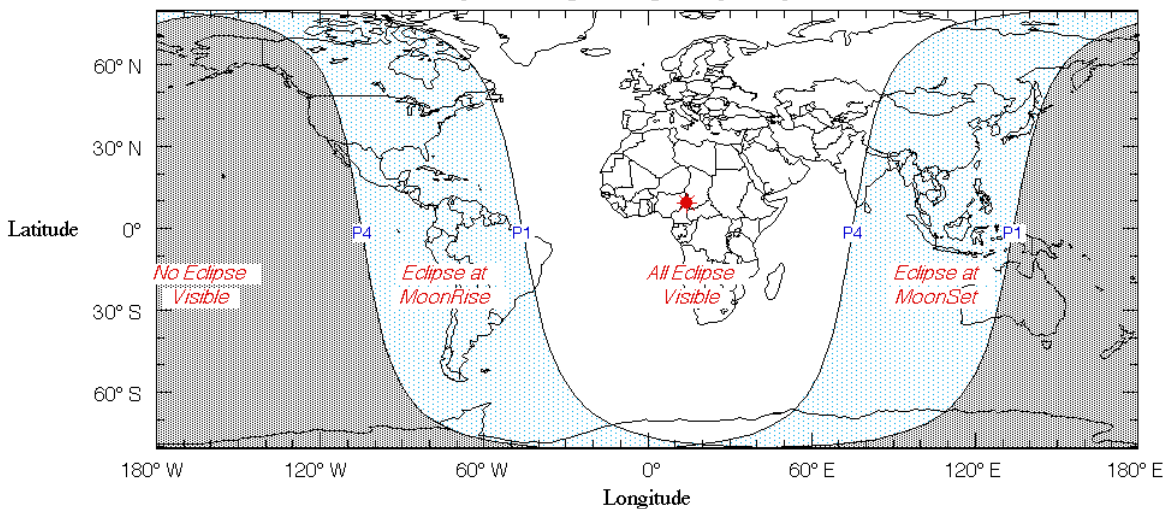 60° N
30° N
Latitude
0°
P4
P1
P4
P1
No Eclipse
Visible
Eclipse at
MoonRise
All Eclipse
Visible
Eclipse at
MoonSet
30° S
60° S
180° W
120° W
60° W
0°
60° E
120° E
180° E
Longitude